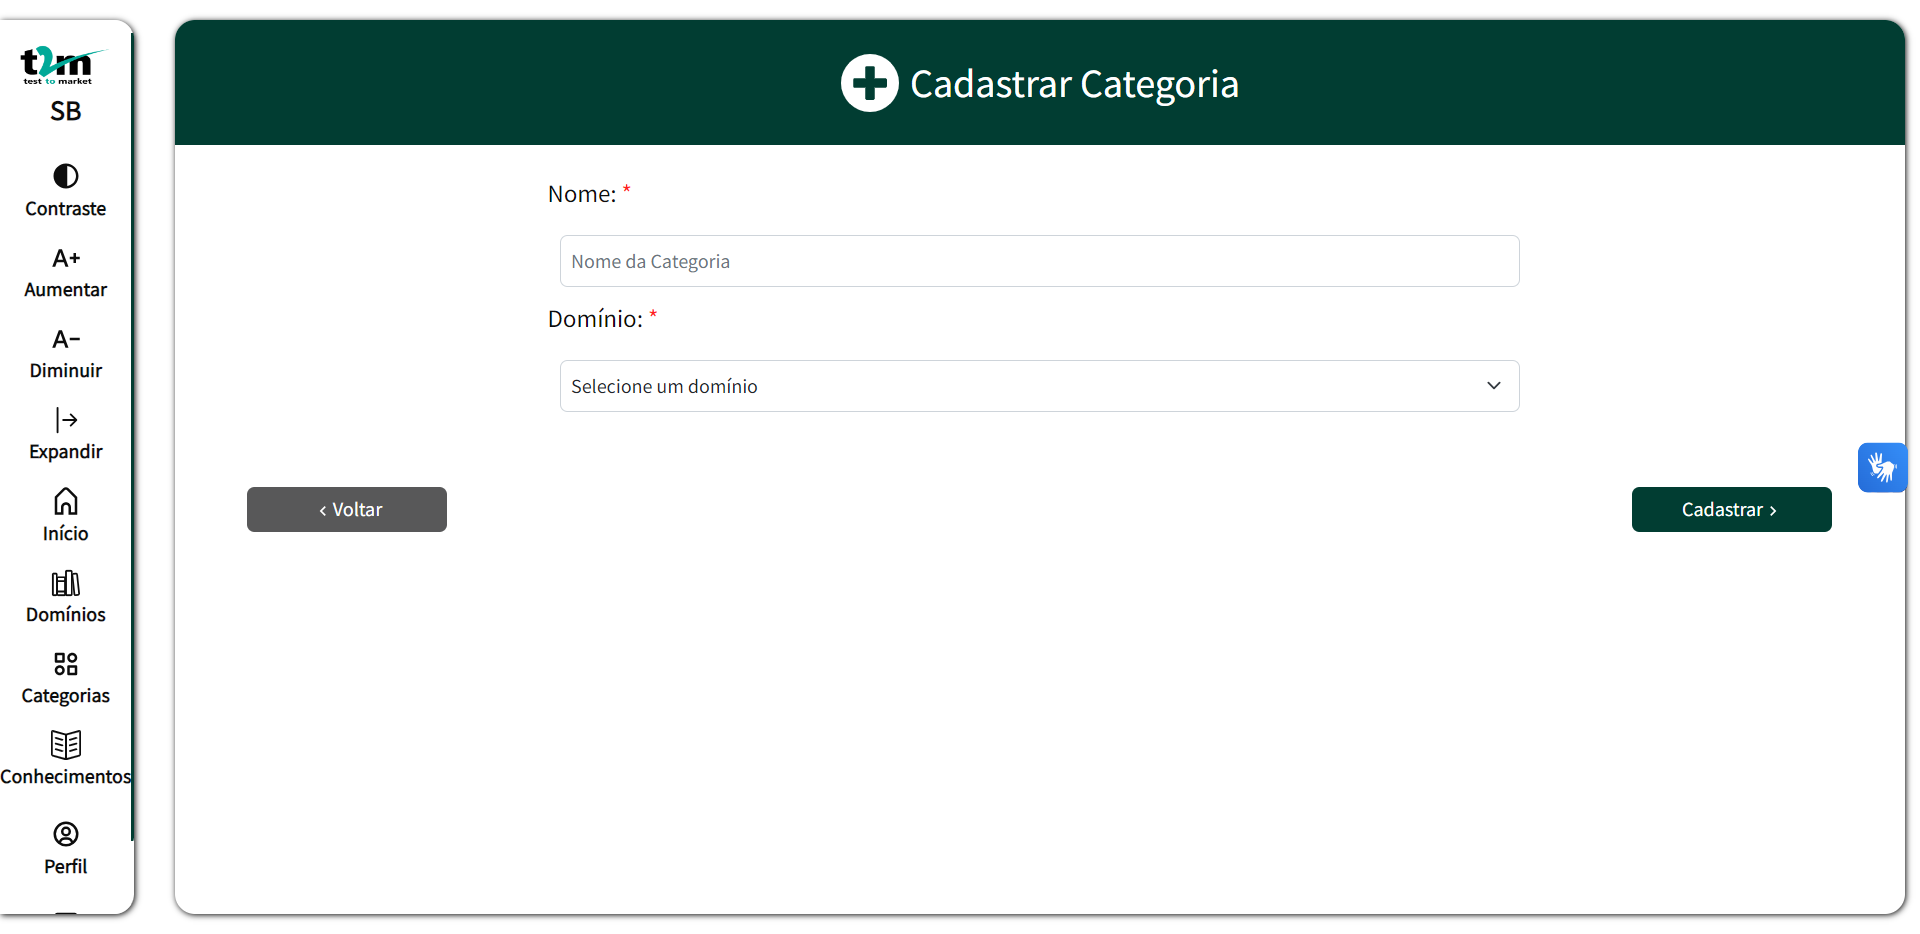 t2m
test to market
SB
Contraste
A+
Aumentar
A-
Diminuir
Expandir
Início
Domínios
Categorias
Conhecimentos
Perfil
Cadastrar Categoria
Nome: *
Nome da Categoria
Domínio: *
Selecione um domínio
‹ Voltar
Cadastrar ›